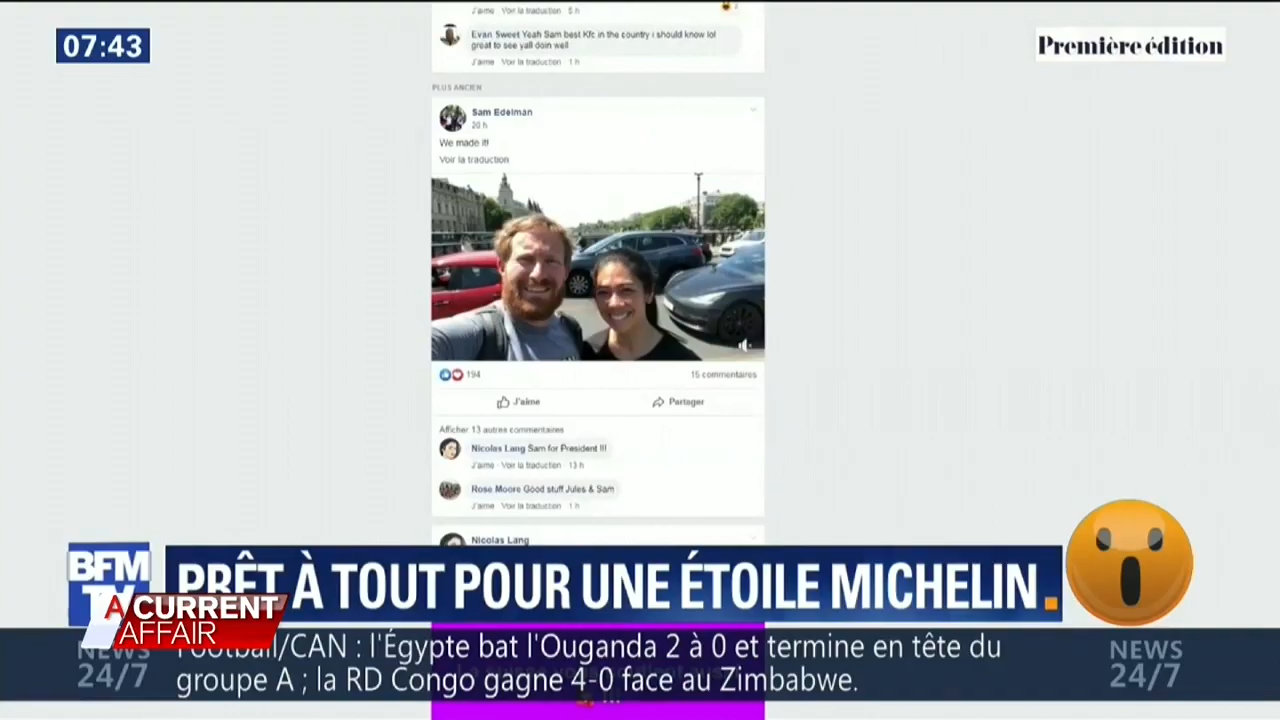 07:43
Première édition
J'aime Voir la traduction 5 h
Evan Sweet Yeah Sam best Kfc in the country i should know lol
great to see yall doin well
J'aime Voir la traduction 1 h
PLUS ANCIEN
Sam Edelman
20 h
We made it!
Voir la traduction
194
15 commentaires
J'aime
Partager
Afficher 13 autres commentaires
Nicolas Lang Sam for President !!!
J'aime · Voir la traduction 13 h
Rose Moore Good stuff Jules & Sam
J'aime Voir la traduction 1 h
Nicolas Lang
BFM
TV
PRÊT À TOUT POUR UNE ÉTOILE MICHELIN.
A CURRENT
AFFAIR
NEWS
24/7
Football/CAN : l'Égypte bat l'Ouganda 2 à 0 et termine en tête du
groupe A ; la RD Congo gagne 4-0 face au Zimbabwe.
NEWS
24/7